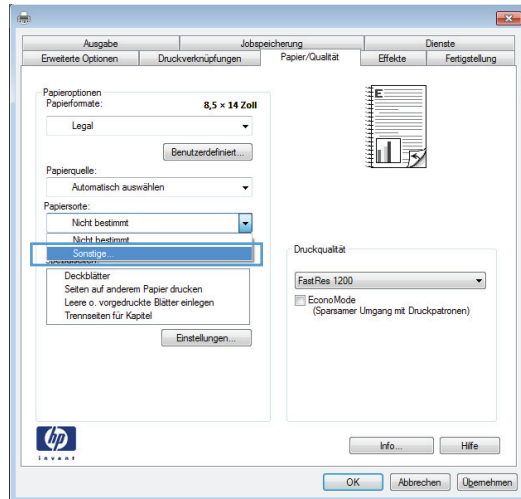 Ausgabe
Jobspeicherung
Dienste
Erweiterte Optionen
Druckverknüpfungen
Papier/Qualität
Effekte
Fertigstellung
Papieroptionen
Papierformate:
8,5 × 14 Zoll
Legal
Benutzerdefiniert...
Papierquelle:
Automatisch auswählen
Papiersorte:
Nicht bestimmt
Nicht bestimmt
Sonstige...
Deckblätter
Seiten auf anderem Papier drucken
Leere o. vorgedruckte Blätter einlegen
Trennseiten für Kapitel
Einstellungen...
E
Druckqualität
FastRes 1200
EconoMode
(Sparsamer Umgang mit Druckpatronen)
hp
invent
Info...
Hilfe
OK
Abbrechen
Übernehmen